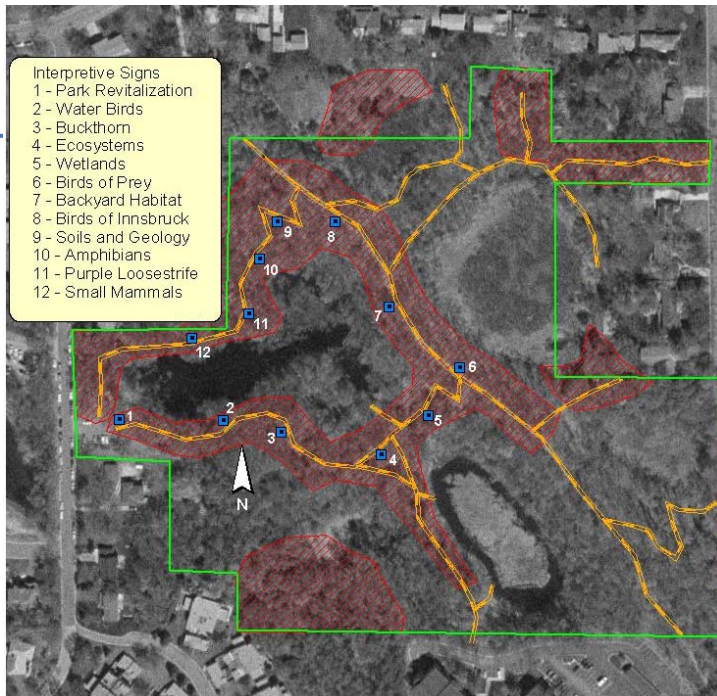 Interpretive Signs
1 - Park Revitalization
2 - Water Birds
3 - Buckthorn
4 - Ecosystems
5 - Wetlands
6 - Birds of Prey
7 - Backyard Habitat
8 - Birds of Innsbruck
9 - Soils and Geology
10 - Amphibians
11 - Purple Loosestrife
12 - Small Mammals
9
8
10
11
7
12
6
1
2
5
3
4
N